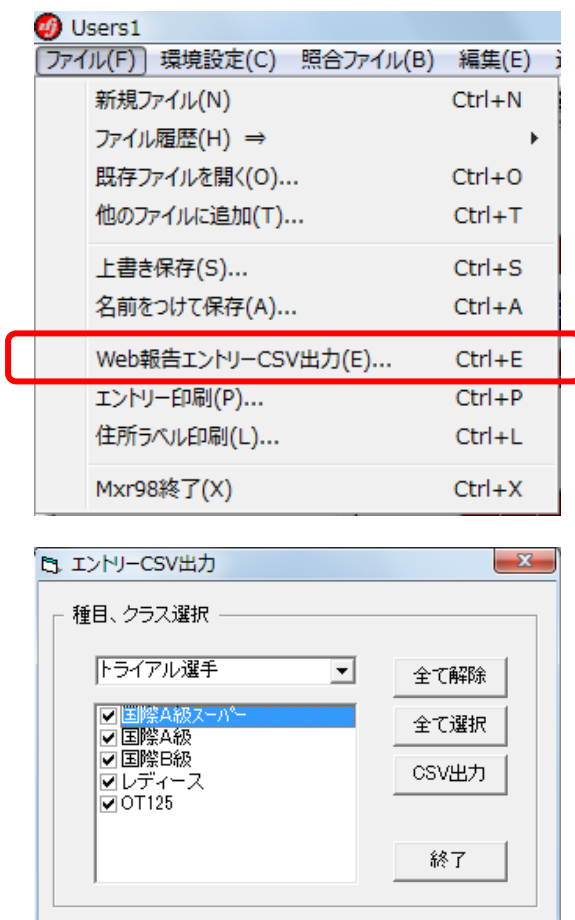 Users1
ファイル(F) 環境設定(C) 照合ファイル(B) 編集(E)
新規ファイル(N) Ctrl+N
ファイル履歴(H) ⇒
既存ファイルを開く(O)... Ctrl+O
他のファイルに追加(T)... Ctrl+T
上書き保存(S)... Ctrl+S
名前をつけて保存(A)... Ctrl+A
Web報告エントリーCSV出力(E)... Ctrl+E
エントリー印刷(P)... Ctrl+P
住所ラベル印刷(L)... Ctrl+L
Mxr98終了(X) Ctrl+X
エントリーCSV出力
種目、クラス選択
トライアル選手
全て解除
国際A級スーパー
国際A級
国際B級
レディース
OT125
全て選択
CSV出力
終了